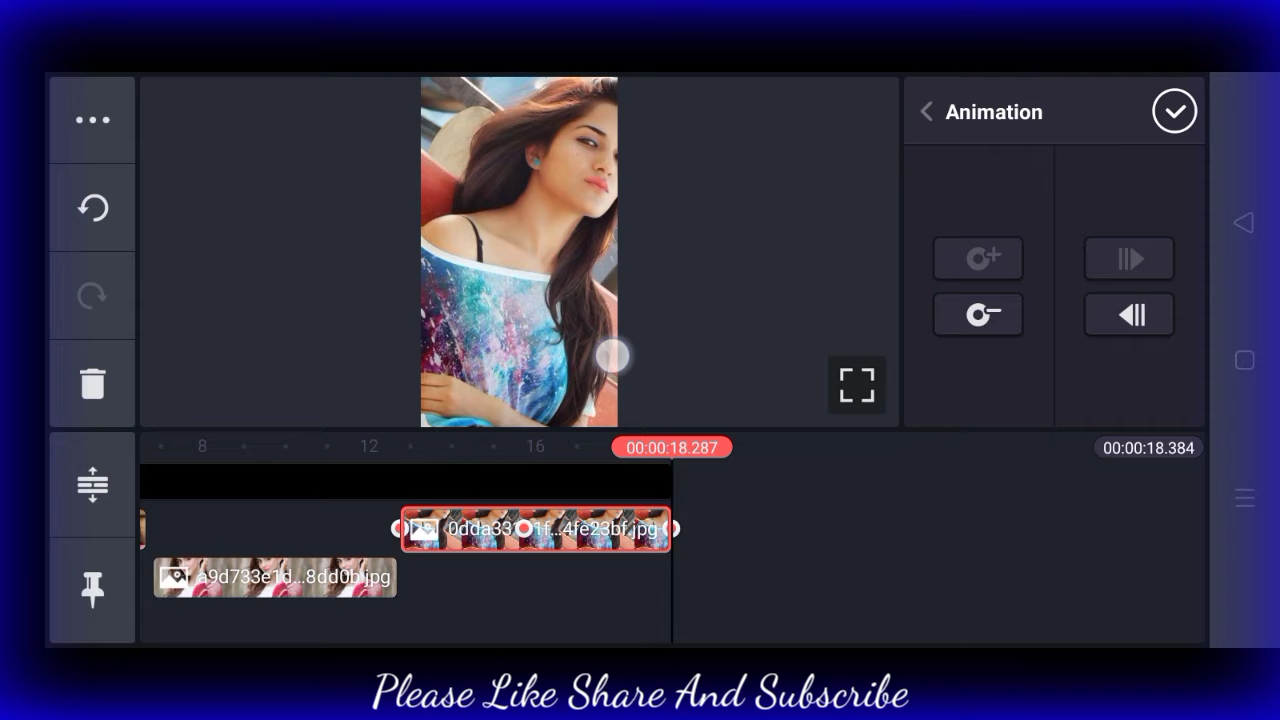 Animation
8 12 16 00:00:18.287 00:00:18.384
0dda33 1f...4fe23bf.jpg
a9d733e1d...8dd0b.jpg
Please Like Share And Subscribe